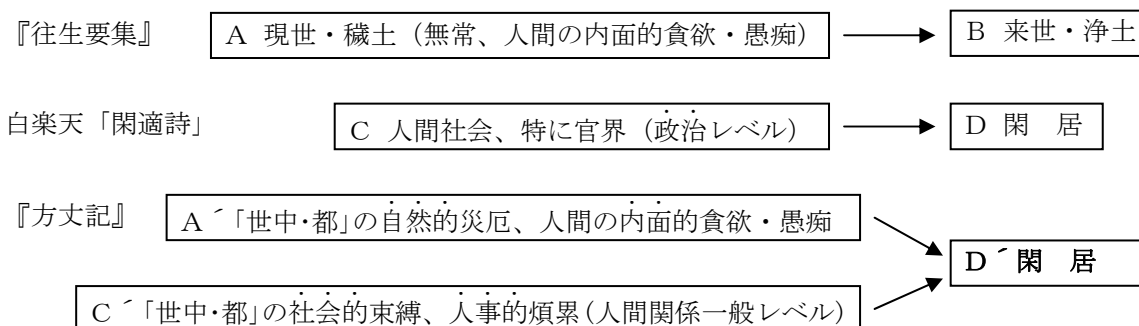 『往生要集』 A 現世・穢土(無常、人間の内面的貪欲・愚痴) B 来世・浄土
白楽天「閑適詩」 C 人間社会、特に官界(政治レベル) D 閑 居
『方丈記』 A´「世中・都」の自然的災厄、人間の内面的貪欲・愚痴
D´閑 居
C´「世中・都」の社会的束縛、人事的煩累(人間関係一般レベル)